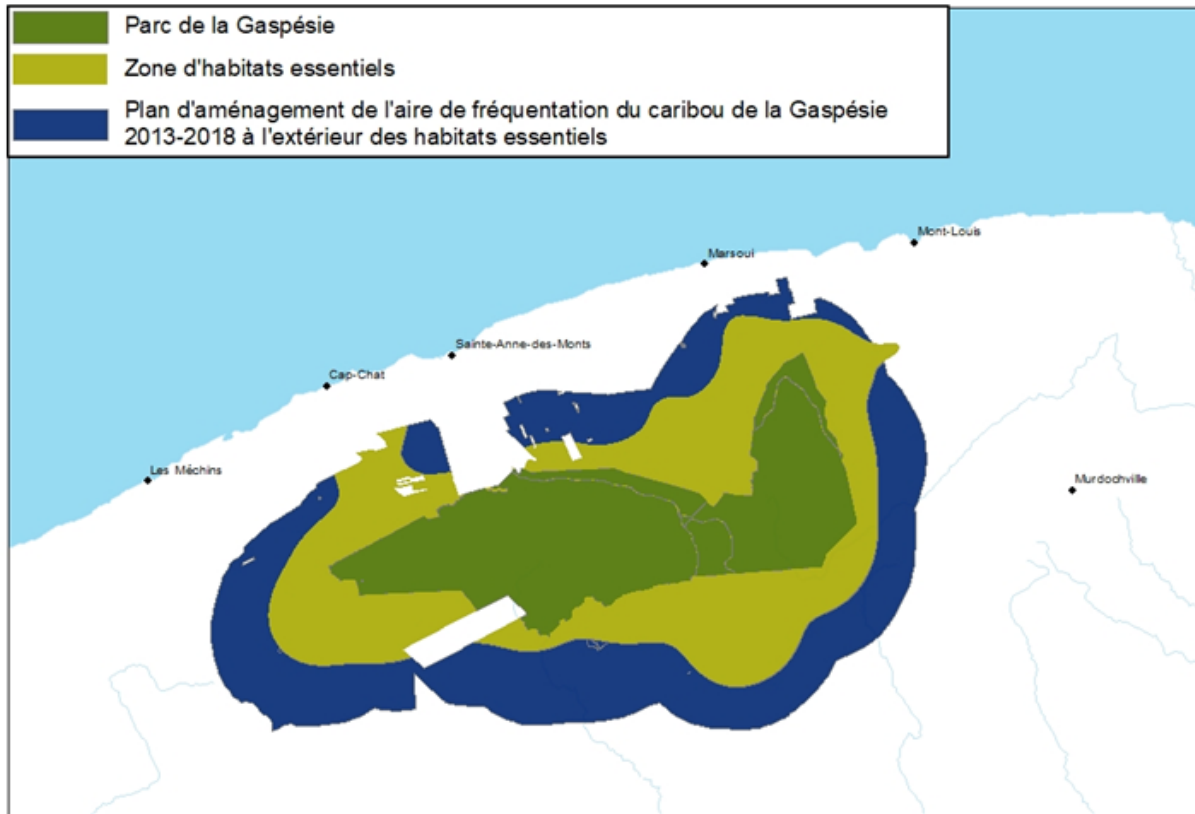 Parc de la Gaspésie
Zone d'habitats essentiels
Plan d'aménagement de l'aire de fréquentation du caribou de la Gaspésie
2013-2018 à l'extérieur des habitats essentiels
Mont-Louis
Marsoui
Sainte-Anne-des-Monts
Cap-Chat
Les Méchins
Murdochville